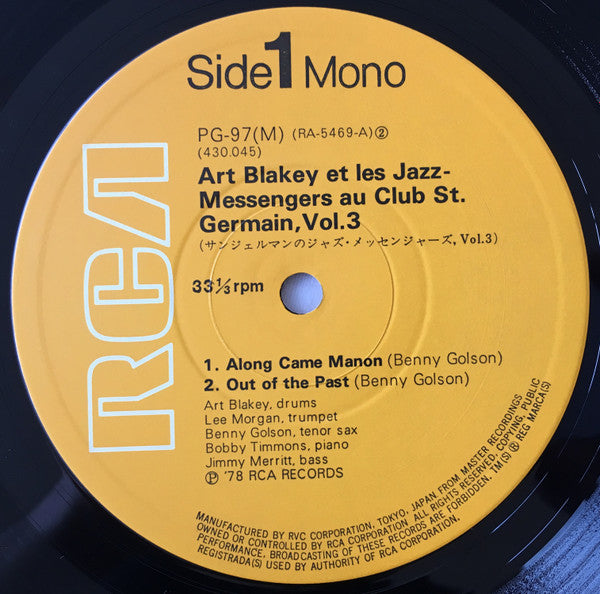 Side 1 Mono
PG-97(M) (RA-5469-A)②
(430.045)
Art Blakey et les Jazz-
Messengers au Club St.
Germain, Vol.3
(サンジェルマンのジャズ・メッセンジャーズ, Vol.3)
RCA
33⅓ rpm
1. Along Came Manon (Benny Golson)
2. Out of the Past (Benny Golson)
Art Blakey, drums
Lee Morgan, trumpet
Benny Golson, tenor sax
Bobby Timmons, piano
Jimmy Merritt, bass
Ⓟ '78 RCA RECORDS
MANUFACTURED BY RVC CORPORATION, TOKYO, JAPAN FROM MASTER RECORDINGS
OWNED OR CONTROLLED BY RCA CORPORATION ALL RIGHTS RESERVED. COPYING, PUBLIC
PERFORMANCE, BROADCASTING OF THESE RECORDS ARE FORBIDDEN. TM(S) ® REG MARCA(S)
REGISTRADA(S) USED BY AUTHORITY OF RCA CORPORATION.